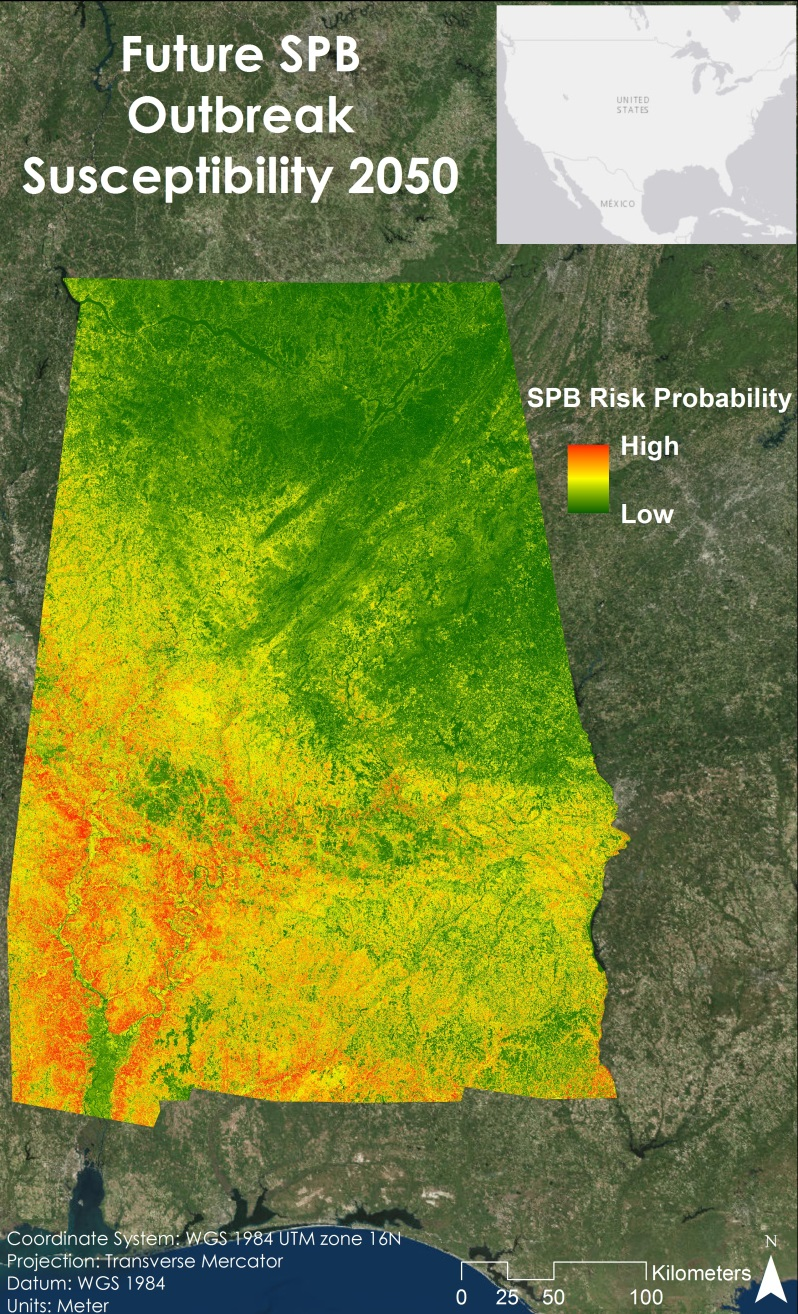 Future SPB
Outbreak
Susceptibility 2050
UNITED
STATES
MÉXICO
SPB Risk Probability
High
Low
Coordinate System: WGS 1984 UTM zone 16N
Projection: Transverse Mercator
Datum: WGS 1984
Units: Meter
N
Kilometers
0 25 50 100